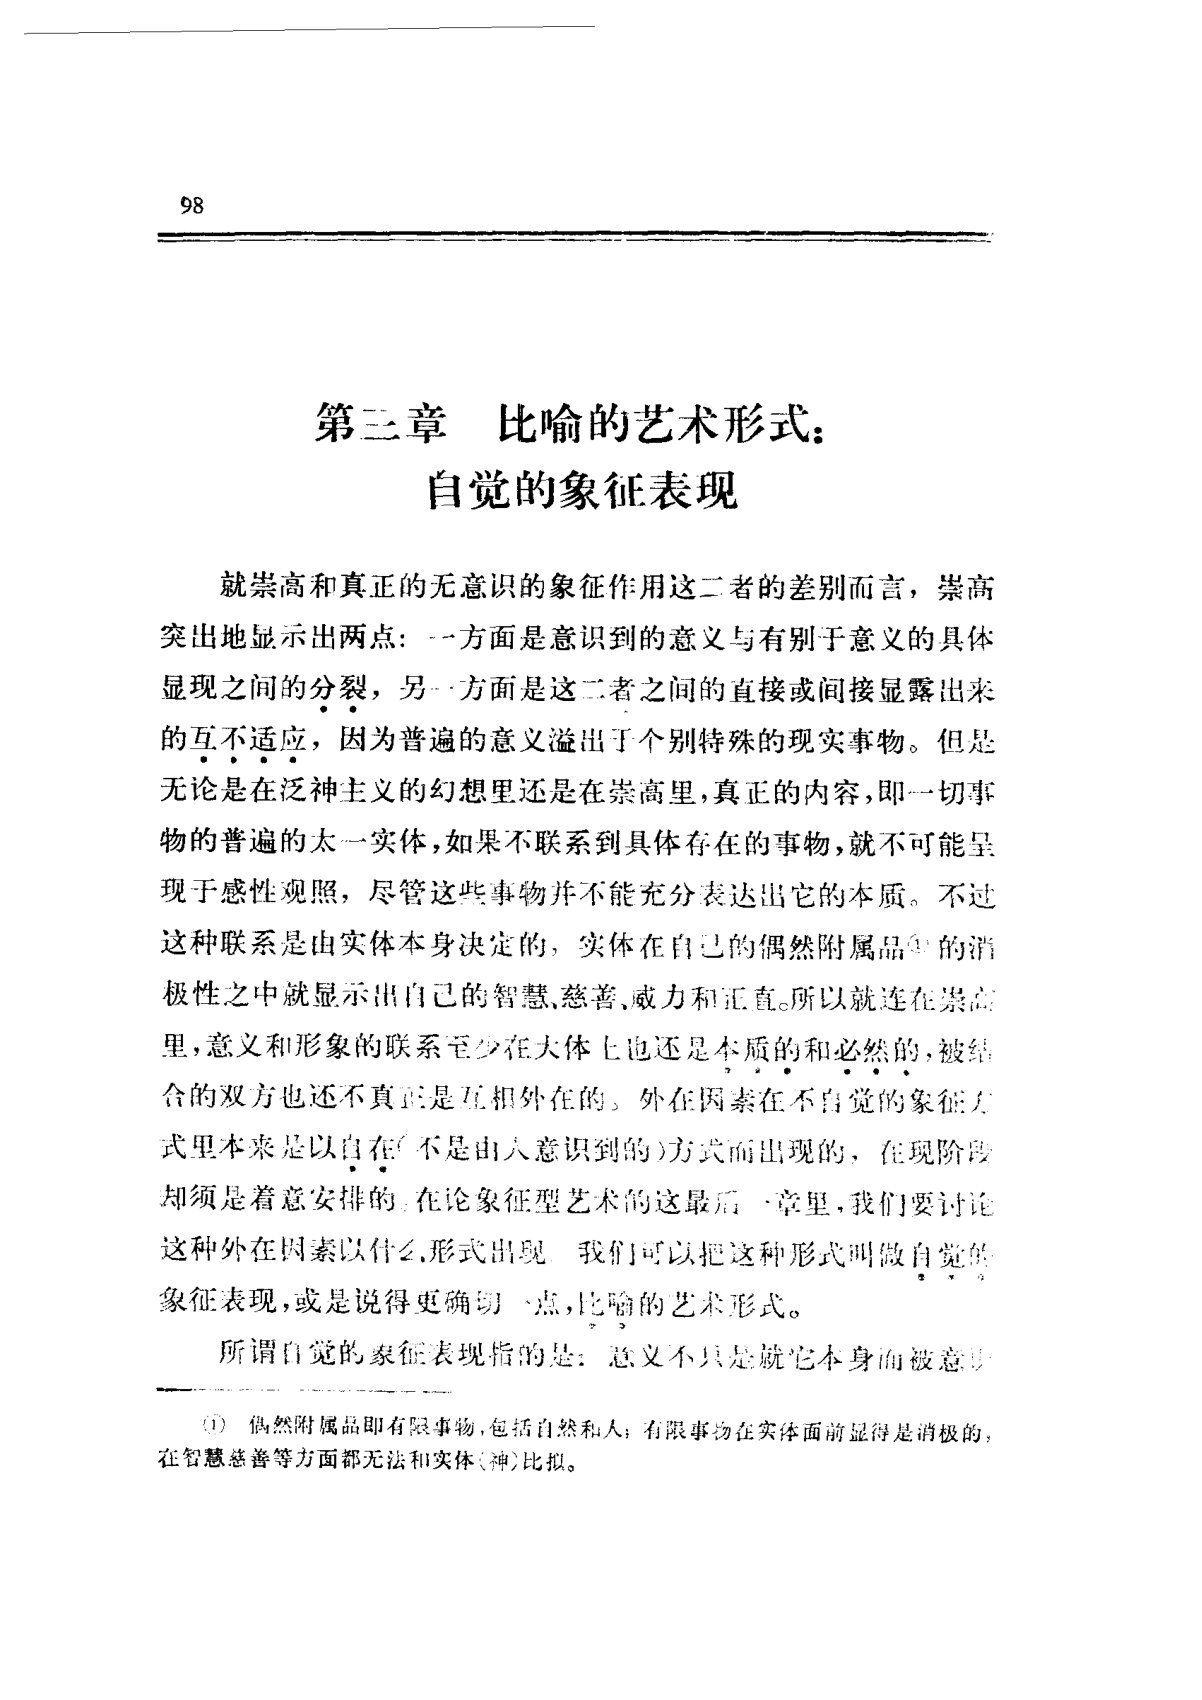 98
第三章　比喻的艺术形式：
自觉的象征表现
就崇高和真正的无意识的象征作用这二者的差别而言，崇高
突出地显示出两点：一方面是意识到的意义与有别于意义的具体
显现之间的分裂，另一方面是这二者之间的直接或间接显露出来
的互不适应，因为普遍的意义溢出于个别特殊的现实事物。但是
无论是在泛神主义的幻想里还是在崇高里，真正的内容，即一切事
物的普遍的太一实体，如果不联系到具体存在的事物，就不可能呈
现于感性观照，尽管这些事物并不能充分表达出它的本质。不过
这种联系是由实体本身决定的，实体在自己的偶然附属品①的消
极性之中就显示出自己的智慧、慈善、威力和正直。所以就连在崇高
里，意义和形象的联系至少在大体上也还是本质的和必然的，被结
合的双方也还不真正是互相外在的。外在因素在不自觉的象征方
式里本来是以自在（不是由人意识到的）方式而出现的，在现阶段
却须是着意安排的。在论象征型艺术的这最后一章里，我们要讨论
这种外在因素以什么形式出现。我们可以把这种形式叫做自觉的
象征表现，或是说得更确切一点，比喻的艺术形式。
所谓自觉的象征表现指的是：意义不只是就它本身而被意识
① 偶然附属品即有限事物，包括自然和人；有限事物在实体面前显得是消极的，
在智慧慈善等方面都无法和实体（神）比拟。